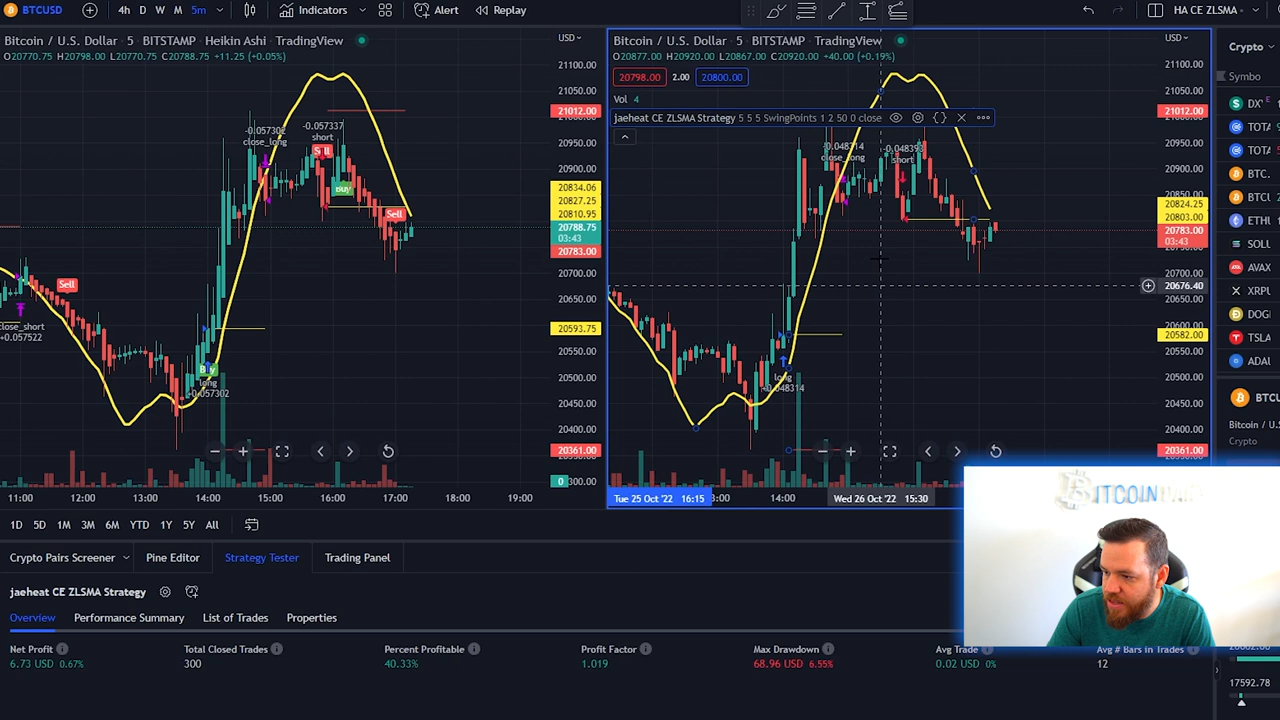 BTCUSD 4h D W M 5m Indicators Alert Replay HA CE ZLSMA
Bitcoin / U.S. Dollar 5 BITSTAMP Heikin Ashi TradingView
O20770.75 H20798.00 L20770.75 C20788.75 +11.25 (+0.05%)
USD
21100.00
21050.00
21012.00
20950.00
20900.00
20834.06
20827.25
20810.95
20788.75
03:43
20783.00
20700.00
20650.00
20593.75
20550.00
20500.00
20450.00
20400.00
20361.00
0
300.00
-0.057302
close_long
-0.057337
short
Sell
Buy
Sell
Sell
close_short
+0.057522
Buy
long
+0.057302
11:00 12:00 13:00 14:00 15:00 16:00 17:00 18:00 19:00
Bitcoin / U.S. Dollar 5 BITSTAMP TradingView
O20877.00 H20920.00 L20867.00 C20920.00 +40.00 (+0.19%)
20798.00 2.00 20800.00
Vol 4
jaeheat CE ZLSMA Strategy 5 5 5 SwingPoints 1 2 50 0 close
-0.048314
close_long
short
long
+0.048314
USD
21100.00
21050.00
21012.00
20950.00
20900.00
20850.00
20824.25
20803.00
20783.00
03:43
20700.00
20676.40
20650.00
20600.00
20582.00
20550.00
20500.00
20450.00
20400.00
20361.00
Tue 25 Oct '22 16:15
14:00
Wed 26 Oct '22 15:30
Crypto
Symbo
DX
TOTA
TOTA
BTC.
BTCU
ETHU
SOLU
AVAX
XRPL
DOG
TSLA
ADAU
BTCU
Bitcoin / U
Crypto
17592.78
1D 5D 1M 3M 6M YTD 1Y 5Y All
Crypto Pairs Screener Pine Editor Strategy Tester Trading Panel
jaeheat CE ZLSMA Strategy
Overview Performance Summary List of Trades Properties
Net Profit Total Closed Trades Percent Profitable Profit Factor Max Drawdown Avg Trade Avg # Bars in Trades
6.73 USD 0.67% 300 40.33% 1.019 68.96 USD 6.55% 0.02 USD 0% 12